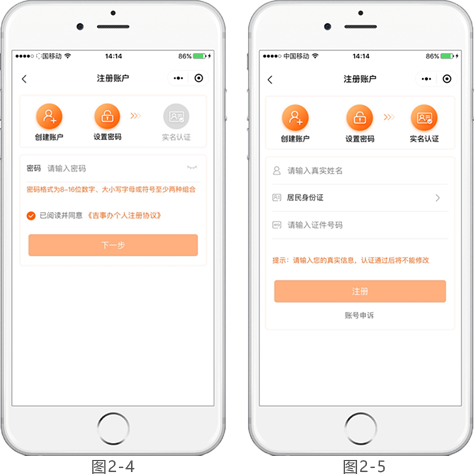 中国移动 14:14 86%
注册账户
创建账户 设置密码 实名认证
密码 请输入密码
密码格式为8-16位数字、大小写字母或符号至少两种组合
已阅读并同意《吉事办个人注册协议》
下一步
图2-4
中国移动 14:14 86%
注册账户
创建账户 设置密码 实名认证
请输入真实姓名
居民身份证
请输入证件号码
提示：请输入您的真实信息，认证通过后将不能修改
注册
账号申诉
图2-5